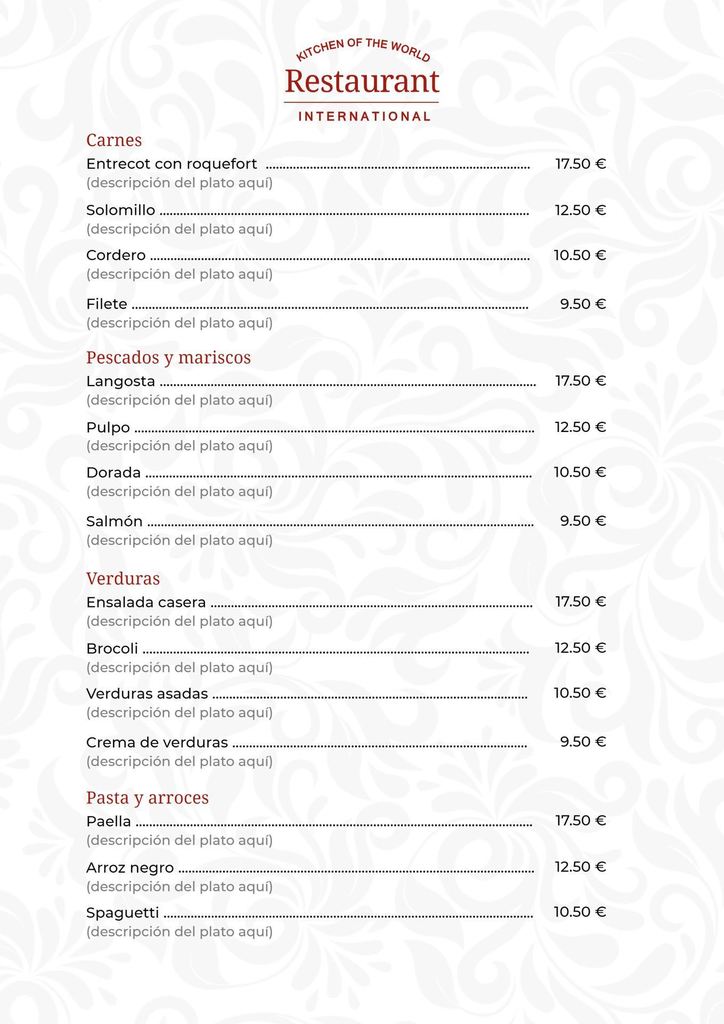 KITCHEN OF THE WORLD
Restaurant
INTERNATIONAL
Carnes
Entrecot con roquefort ........................ 17.50 €
(descripción del plato aquí)
Solomillo ........................ 12.50 €
(descripción del plato aquí)
Cordero ........................ 10.50 €
(descripción del plato aquí)
Filete ........................ 9.50 €
(descripción del plato aquí)
Pescados y mariscos
Langosta ........................ 17.50 €
(descripción del plato aquí)
Pulpo ........................ 12.50 €
(descripción del plato aquí)
Dorada ........................ 10.50 €
(descripción del plato aquí)
Salmón ........................ 9.50 €
(descripción del plato aquí)
Verduras
Ensalada casera ........................ 17.50 €
(descripción del plato aquí)
Brocoli ........................ 12.50 €
(descripción del plato aquí)
Verduras asadas ........................ 10.50 €
(descripción del plato aquí)
Crema de verduras ........................ 9.50 €
(descripción del plato aquí)
Pasta y arroces
Paella ........................ 17.50 €
(descripción del plato aquí)
Arroz negro ........................ 12.50 €
(descripción del plato aquí)
Spaguetti ........................ 10.50 €
(descripción del plato aquí)